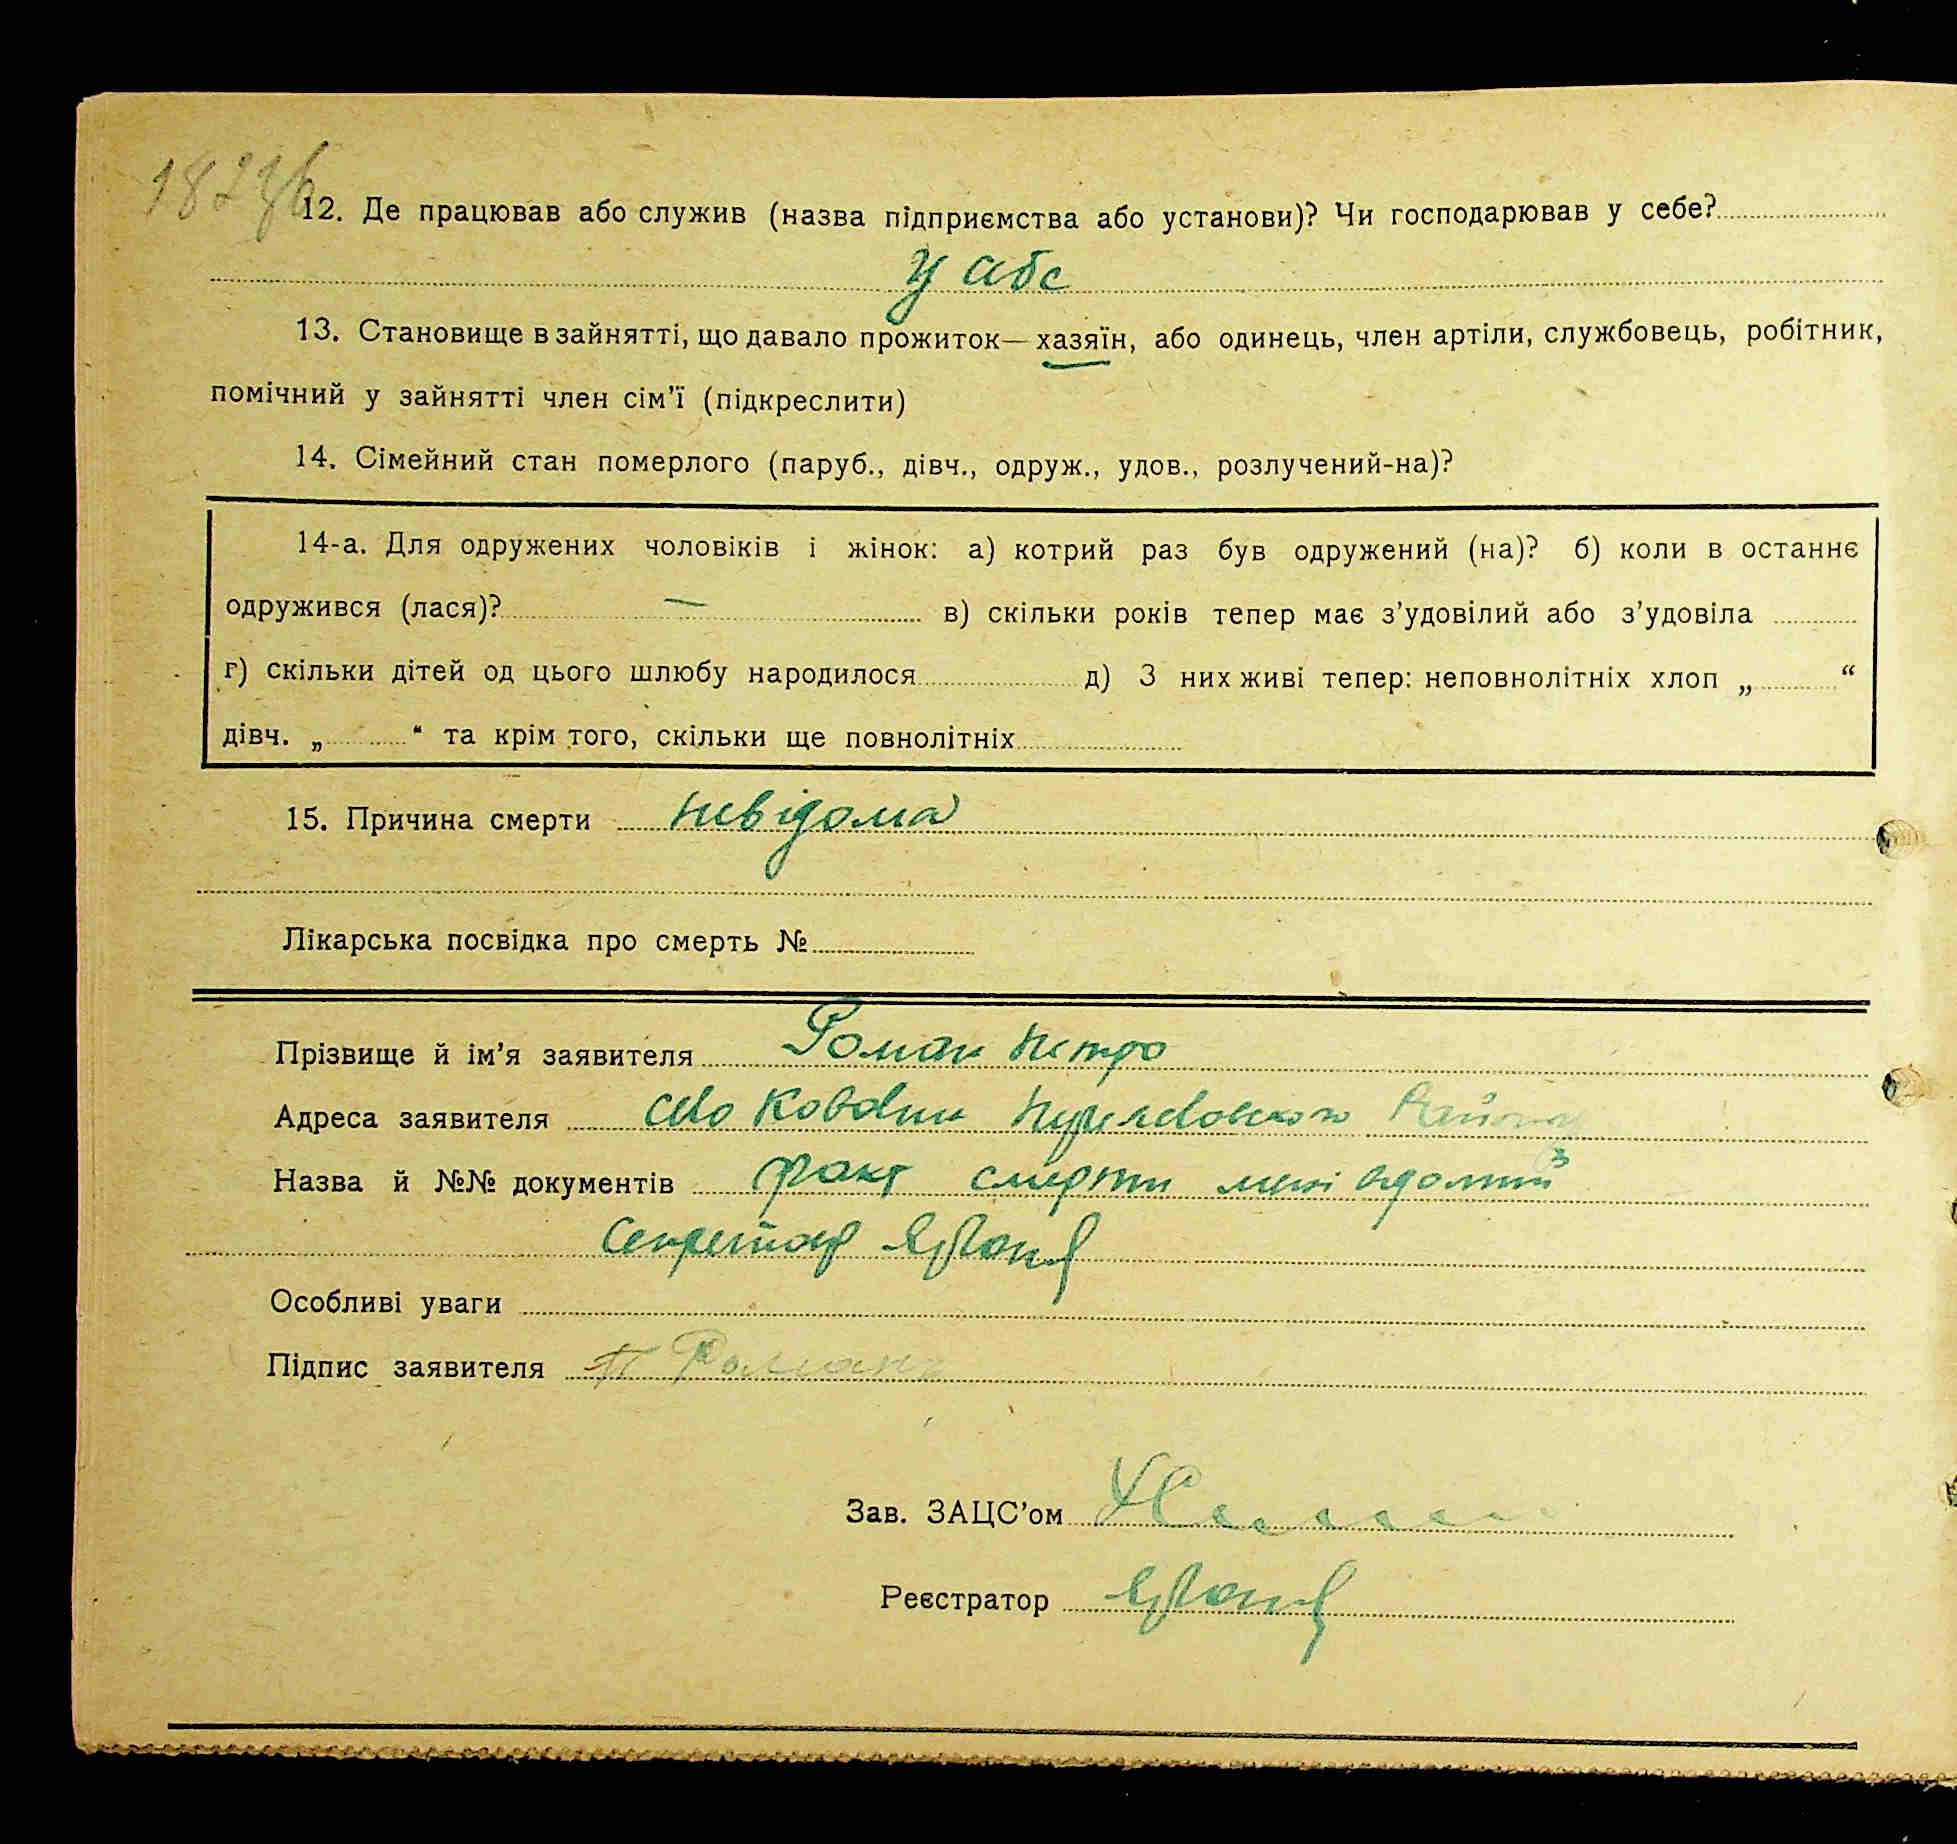 12. Де працював або служив (назва підприємства або установи)? Чи господарював у себе?
у абе
13. Становище в зайнятті, що давало прожиток—хазяїн, або одинець, член артіли, службовець, робітник,
помічний у зайнятті член сім’ї (підкреслити)
14. Сімейний стан померлого (паруб., дівч., одруж., удов., розлучений-на)?
14-а. Для одружених чоловіків і жінок: а) котрий раз був одружений (на)? б) коли в останнє
одружився (лася)? — в) скільки років тепер має з’удовілий або з’удовіла
г) скільки дітей од цього шлюбу народилося д) З них живі тепер: неповнолітніх хлоп „ “
дівч. „ “ та крім того, скільки ще повнолітніх
15. Причина смерти невідома
Лікарська посвідка про смерть №
Прізвище й ім’я заявителя Роман Петро
Адреса заявителя село Ковдин Району
Назва й №№ документів факт смерти мені відомий
Секретар
Особливі уваги
Підпис заявителя П Роман
Зав. ЗАЦС’ом
Реєстратор